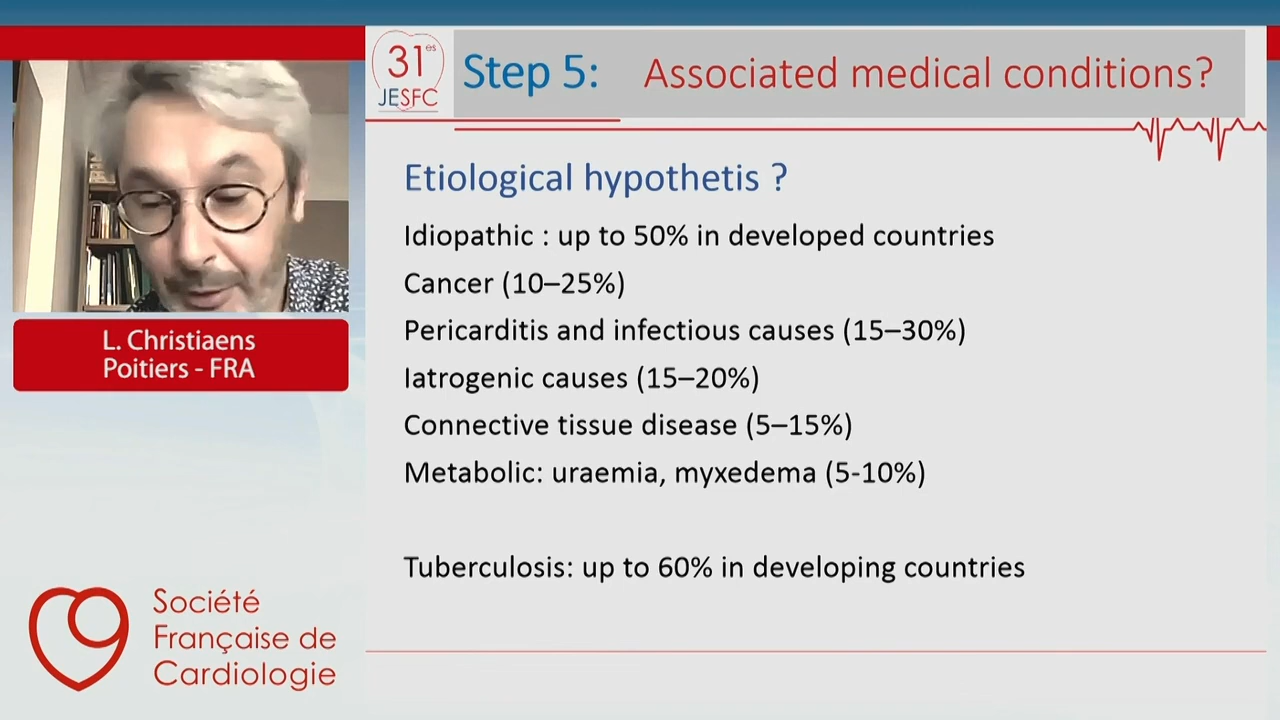 31es
JESFC
Step 5: Associated medical conditions?
Etiological hypothetis ?
Idiopathic : up to 50% in developed countries
Cancer (10–25%)
Pericarditis and infectious causes (15–30%)
Iatrogenic causes (15–20%)
Connective tissue disease (5–15%)
Metabolic: uraemia, myxedema (5-10%)
Tuberculosis: up to 60% in developing countries
L. Christiaens
Poitiers - FRA
Société
Française de
Cardiologie